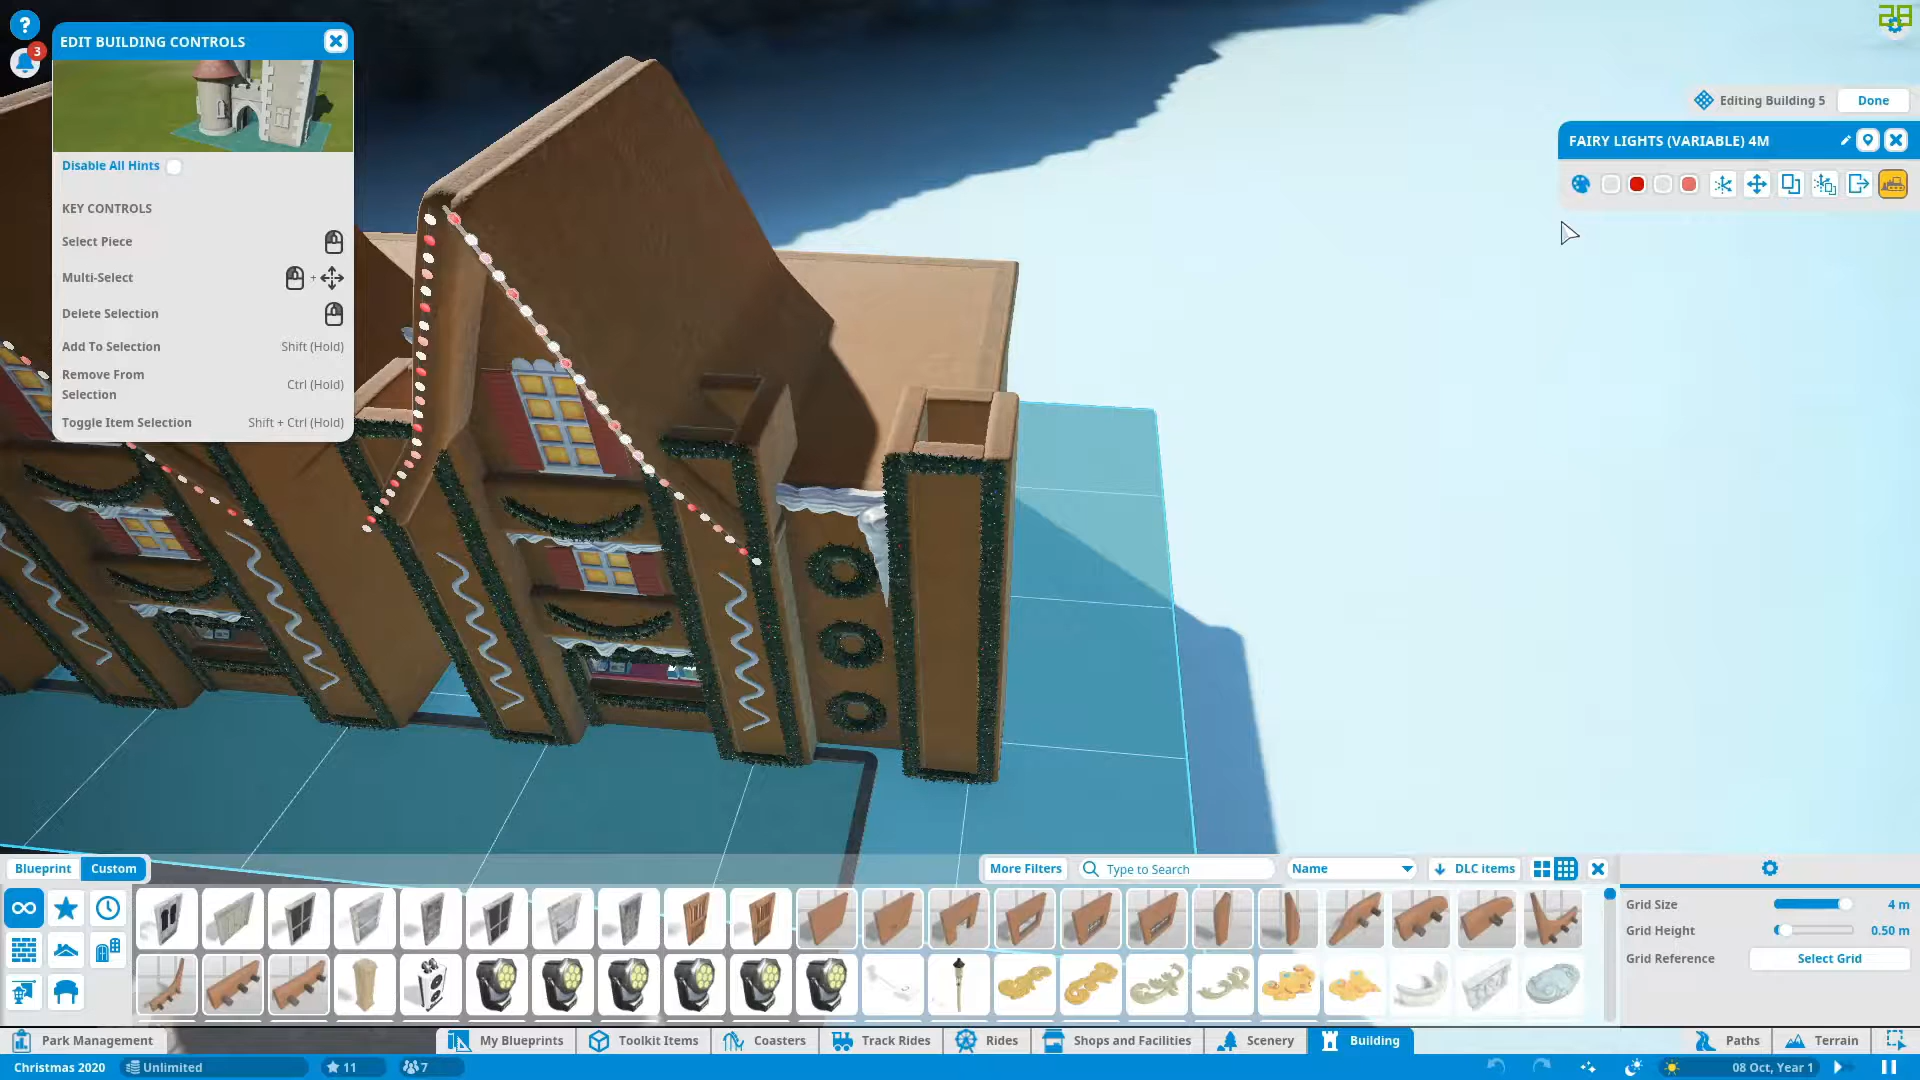 28
?
3
EDIT BUILDING CONTROLS
Disable All Hints
KEY CONTROLS
Select Piece
Multi-Select
+
Delete Selection
Add To Selection Shift (Hold)
Remove From
Selection Ctrl (Hold)
Toggle Item Selection Shift + Ctrl (Hold)
Editing Building 5 Done
FAIRY LIGHTS (VARIABLE) 4M
Blueprint Custom
More Filters Type to Search Name DLC items
Grid Size 4 m
Grid Height 0.50 m
Grid Reference Select Grid
Park Management My Blueprints Toolkit Items Coasters Track Rides Rides Shops and Facilities Scenery Building Paths Terrain
Christmas 2020 Unlimited 11 7 08 Oct, Year 1